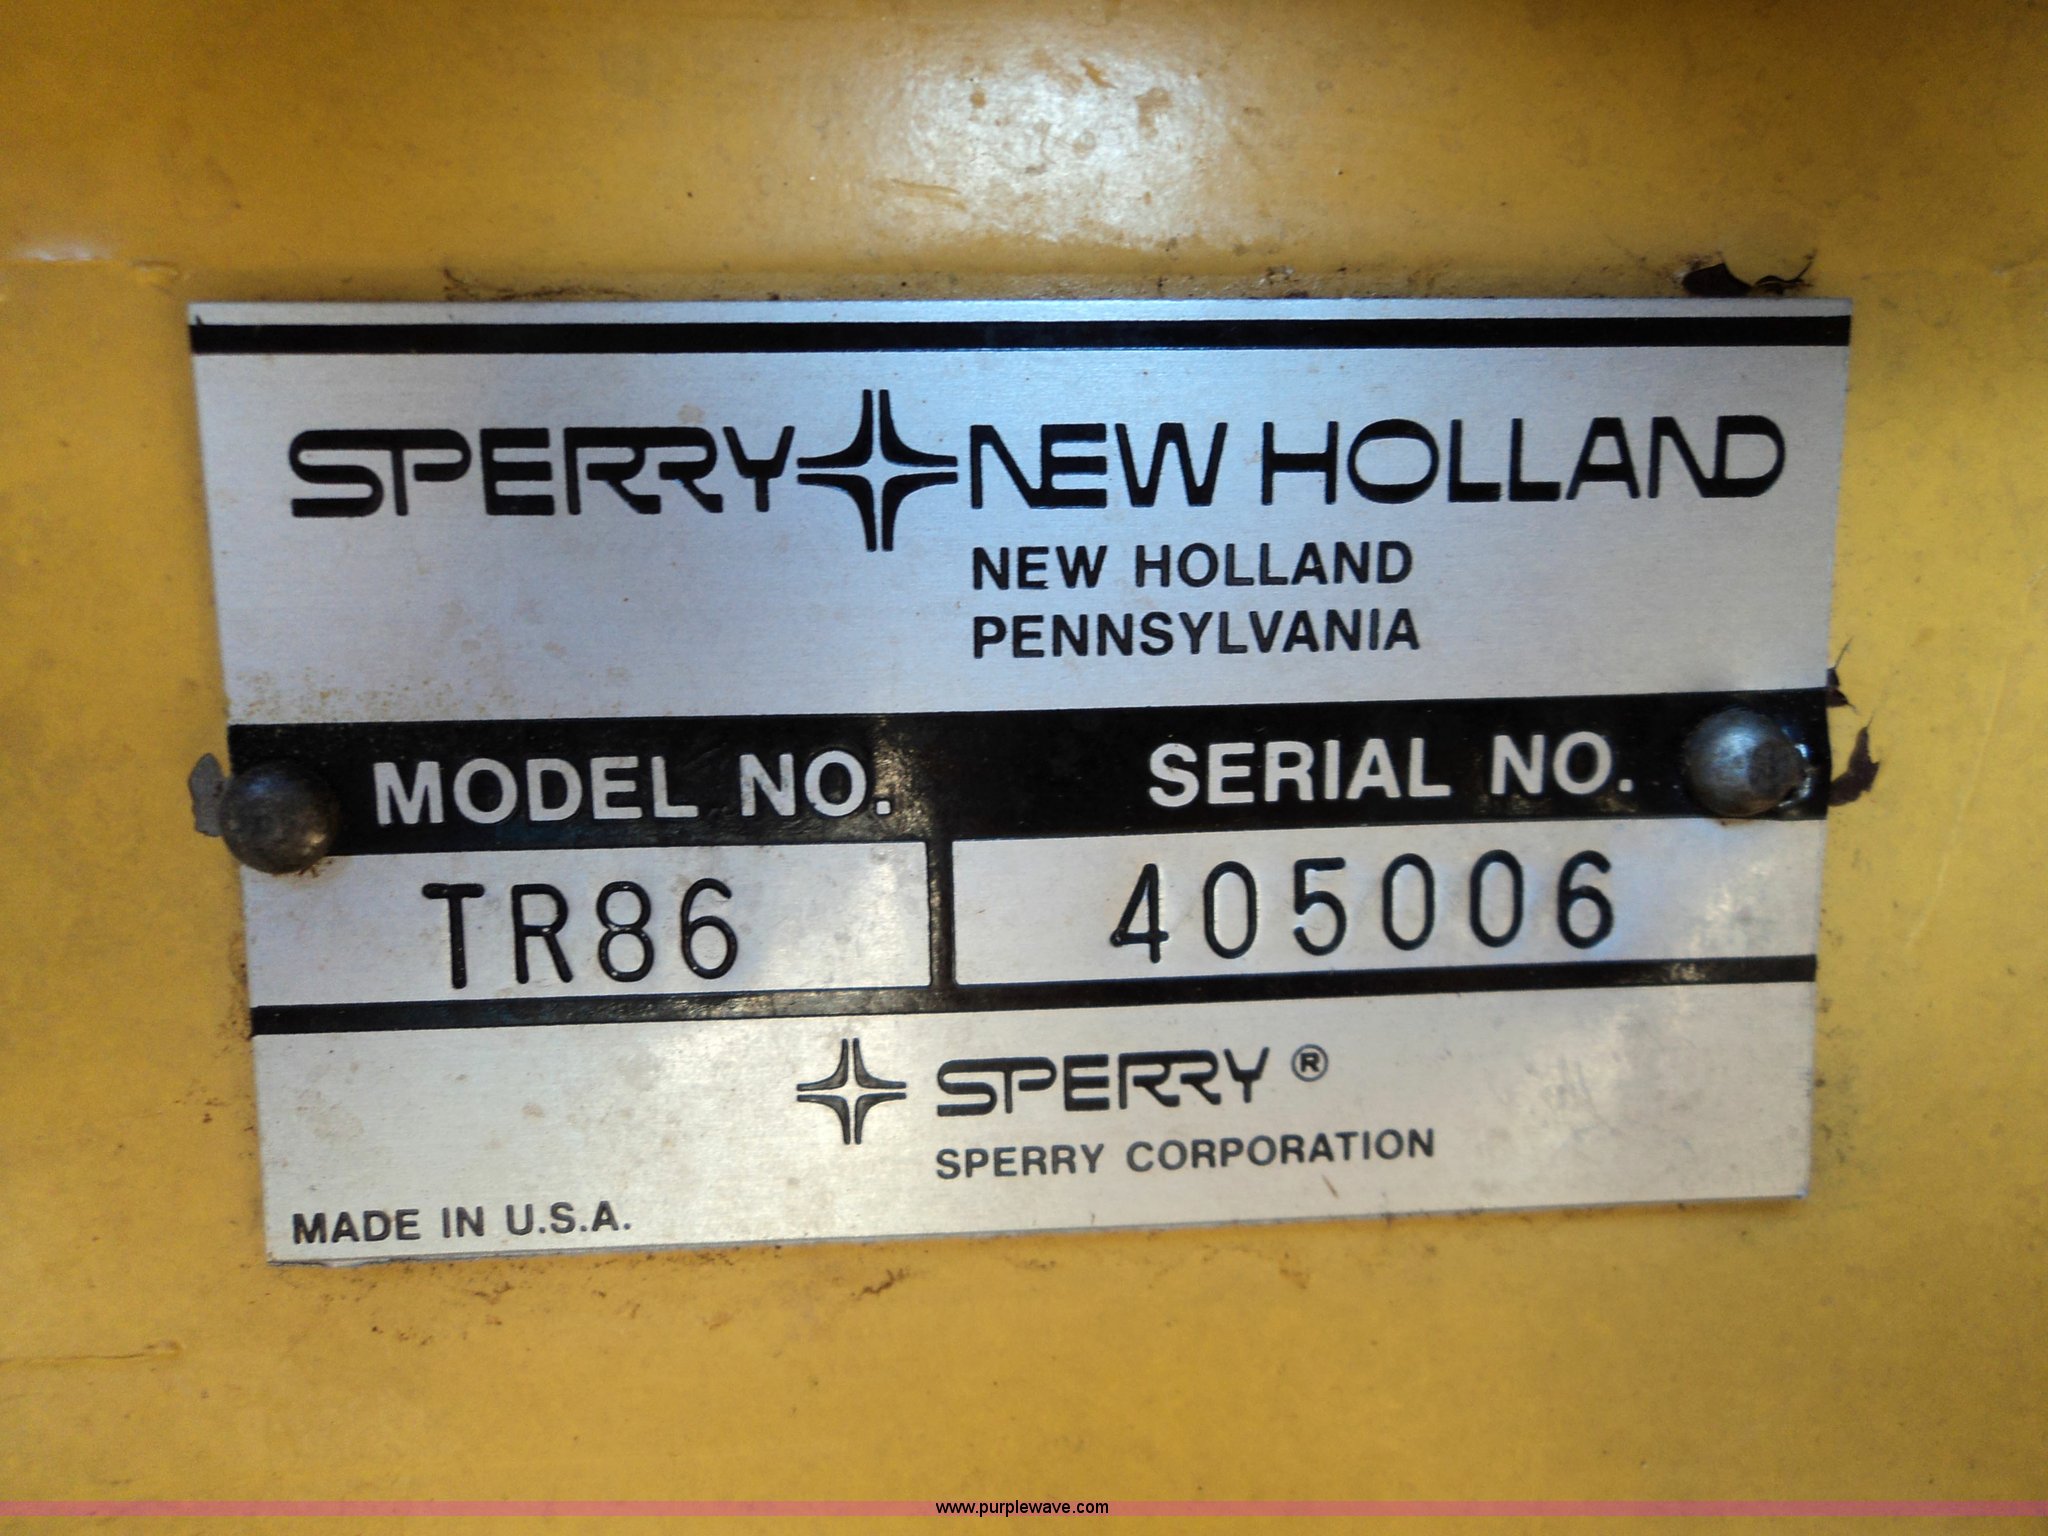 SPERRY NEW HOLLAND
NEW HOLLAND
PENNSYLVANIA
MODEL NO. SERIAL NO.
TR86 405006
SPERRY ®
SPERRY CORPORATION
MADE IN U.S.A.
www.purplewave.com